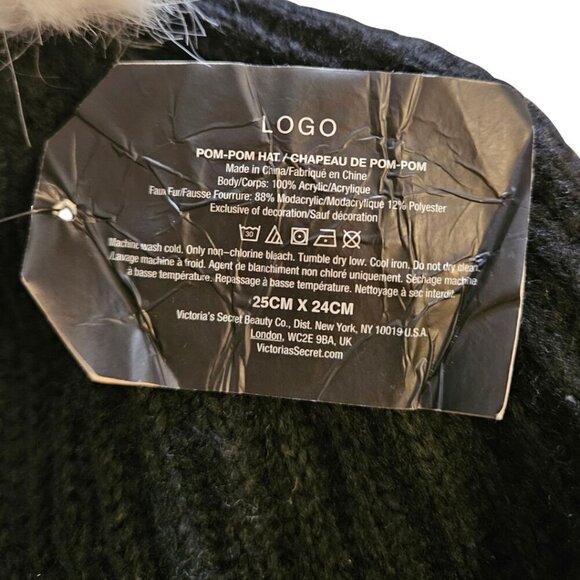 LOGO
POM-POM HAT / CHAPEAU DE POM-POM
Made in China/Fabriqué en Chine
Body/Corps: 100% Acrylic/Acrylique
Faux Fur/Fausse Fourrure: 88% Modacrylic/Modacrylique 12% Polyester
Exclusive of decoration/Sauf décoration
30
Machine wash cold. Only non-chlorine bleach. Tumble dry low. Cool iron. Do not dry clean.
/Lavage machine à froid. Agent de blanchiment non chloré uniquement. Séchage machine
à basse température. Repassage à basse température. Nettoyage à sec interdit.
25CM X 24CM
Victoria's Secret Beauty Co., Dist. New York, NY 10019 U.S.A.
London, WC2E 9BA, UK
VictoriasSecret.com